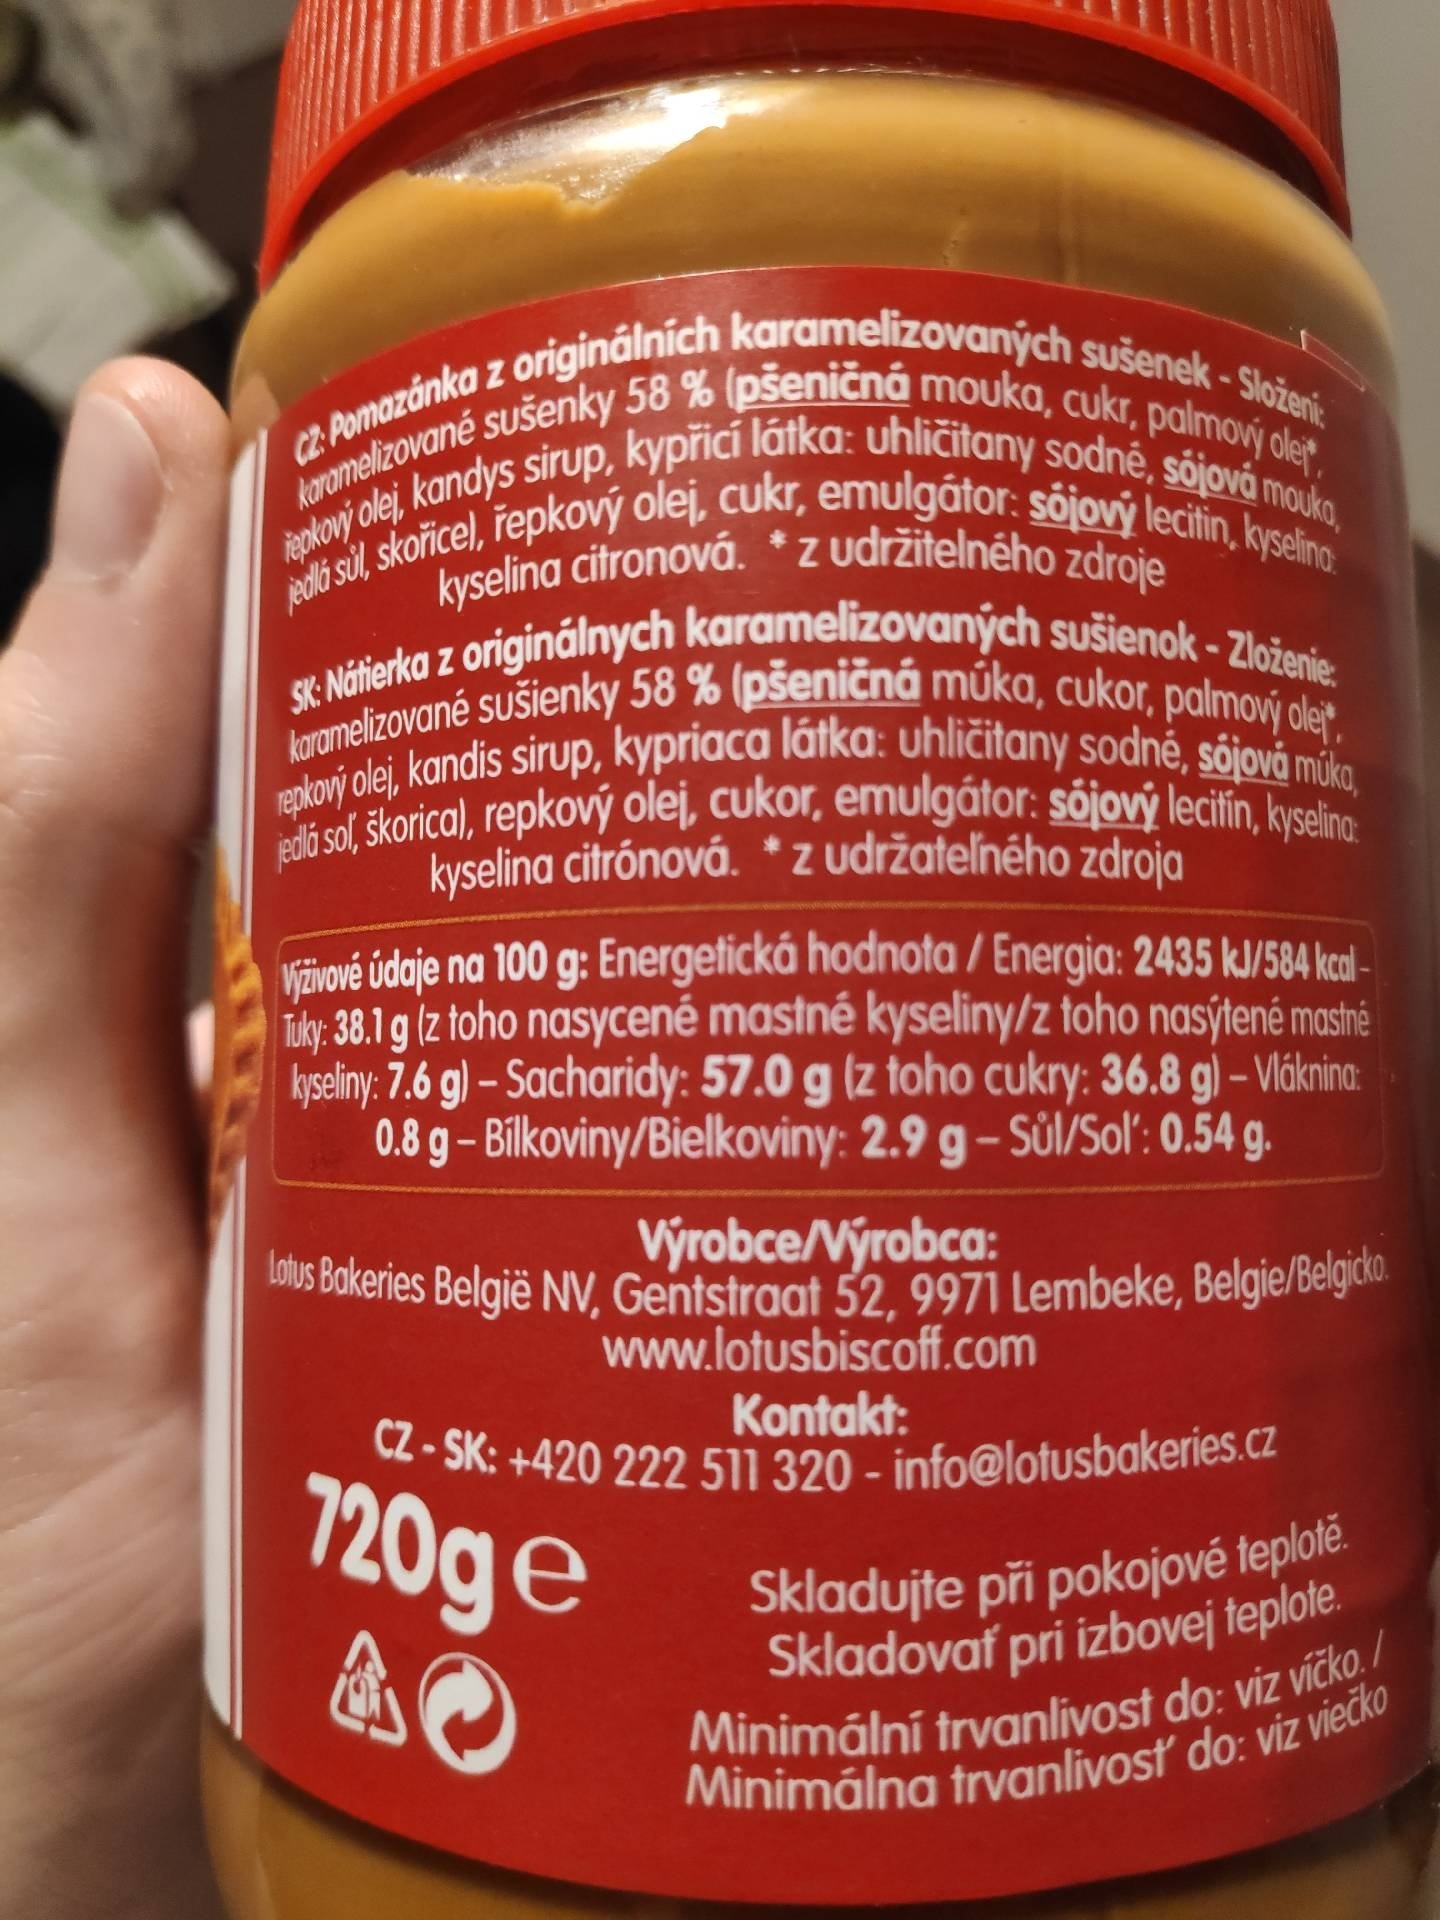 CZ: Pomazánka z originálních karamelizovaných sušenek - Složení:
karamelizované sušenky 58 % (pšeničná mouka, cukr, palmový olej*,
řepkový olej, kandys sirup, kypřicí látka: uhličitany sodné, sójová mouka,
jedlá sůl, skořice), řepkový olej, cukr, emulgátor: sójový lecitin, kyselina:
kyselina citronová. * z udržitelného zdroje
SK: Nátierka z originálnych karamelizovaných sušienok - Zloženie:
karamelizované sušienky 58 % (pšeničná múka, cukor, palmový olej*,
repkový olej, kandis sirup, kypriaca látka: uhličitany sodné, sójová múka,
jedlá soľ, škorica), repkový olej, cukor, emulgátor: sójový lecitín, kyselina:
kyselina citrónová. * z udržateľného zdroja
Výživové údaje na 100 g: Energetická hodnota / Energia: 2435 kJ/584 kcal –
Tuky: 38.1 g (z toho nasycené mastné kyseliny/z toho nasýtené mastné
kyseliny: 7.6 g) – Sacharidy: 57.0 g (z toho cukry: 36.8 g) – Vláknina:
0.8 g – Bílkoviny/Bielkoviny: 2.9 g – Sůl/Soľ: 0.54 g.
Výrobce/Výrobca:
Lotus Bakeries België NV, Gentstraat 52, 9971 Lembeke, Belgie/Belgicko.
www.lotusbiscoff.com
Kontakt:
CZ - SK: +420 222 511 320 - info@lotusbakeries.cz
720g e
Skladujte při pokojové teplotě.
Skladovať pri izbovej teplote.
Minimální trvanlivost do: viz víčko. /
Minimálna trvanlivosť do: viz viečko